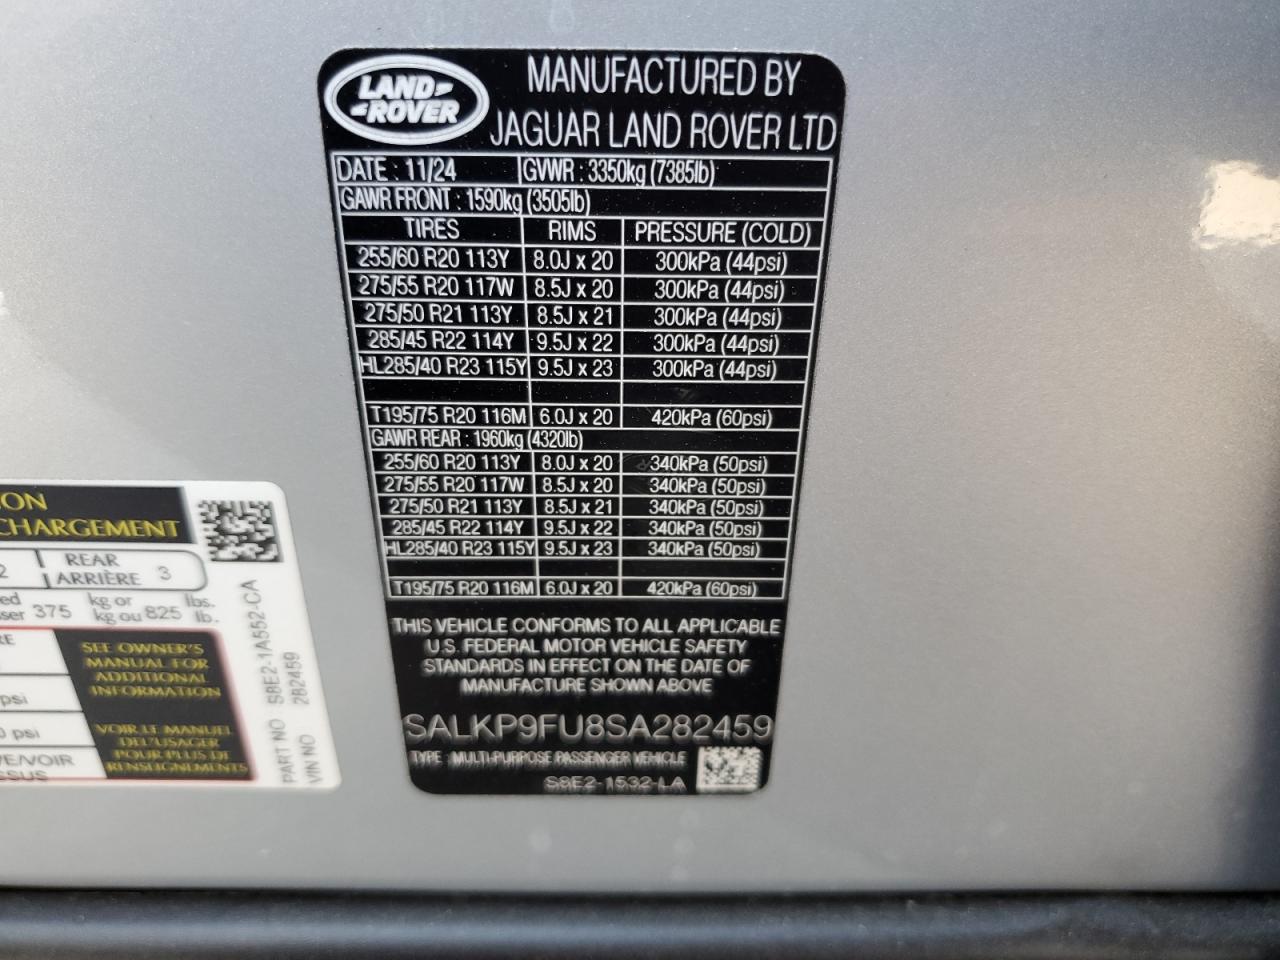 LAND
ROVER
MANUFACTURED BY
JAGUAR LAND ROVER LTD
DATE : 11/24 GVWR : 3350kg (7385lb)
GAWR FRONT : 1590kg (3505lb)
TIRES RIMS PRESSURE (COLD)
255/60 R20 113Y 8.0J x 20 300kPa (44psi)
275/55 R20 117W 8.5J x 20 300kPa (44psi)
275/50 R21 113Y 8.5J x 21 300kPa (44psi)
285/45 R22 114Y 9.5J x 22 300kPa (44psi)
HL285/40 R23 115Y 9.5J x 23 300kPa (44psi)
T195/75 R20 116M 6.0J x 20 420kPa (60psi)
GAWR REAR : 1960kg (4320lb)
255/60 R20 113Y 8.0J x 20 340kPa (50psi)
275/55 R20 117W 8.5J x 20 340kPa (50psi)
275/50 R21 113Y 8.5J x 21 340kPa (50psi)
285/45 R22 114Y 9.5J x 22 340kPa (50psi)
HL285/40 R23 115Y 9.5J x 23 340kPa (50psi)
T195/75 R20 116M 6.0J x 20 420kPa (60psi)
THIS VEHICLE CONFORMS TO ALL APPLICABLE
U.S. FEDERAL MOTOR VEHICLE SAFETY
STANDARDS IN EFFECT ON THE DATE OF
MANUFACTURE SHOWN ABOVE
SALKP9FU8SA282459
TYPE : MULTI-PURPOSE PASSENGER VEHICLE
S8E2-1532-LA
CHARGEMENT
2 REAR
ARRIÈRE 3
375 kg or
kg ou 825 lbs.
lb.
SEE OWNER'S
MANUAL FOR
ADDITIONAL
INFORMATION
psi
0 psi
VOIR LE MANUEL
DE L'USAGER
POUR PLUS DE
RENSEIGNEMENTS
VE/VOIR
PART NO S8E2-1A552-CA
VIN NO 282459